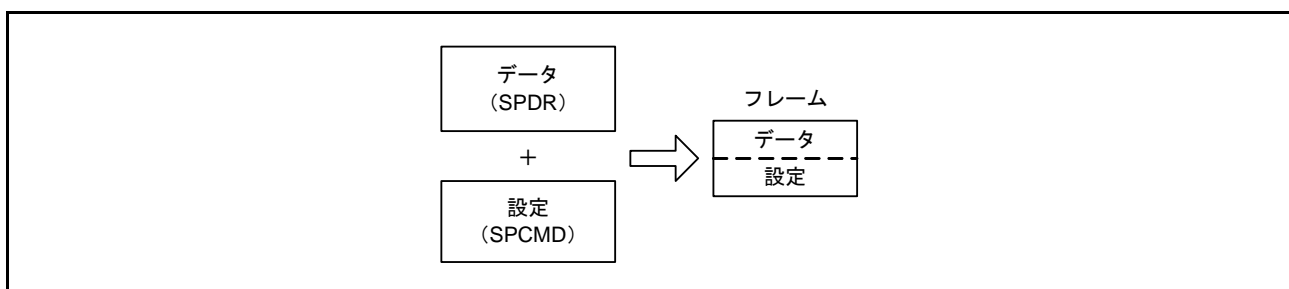 データ
（SPDR）
+
設定
（SPCMD）
フレーム
データ
設定